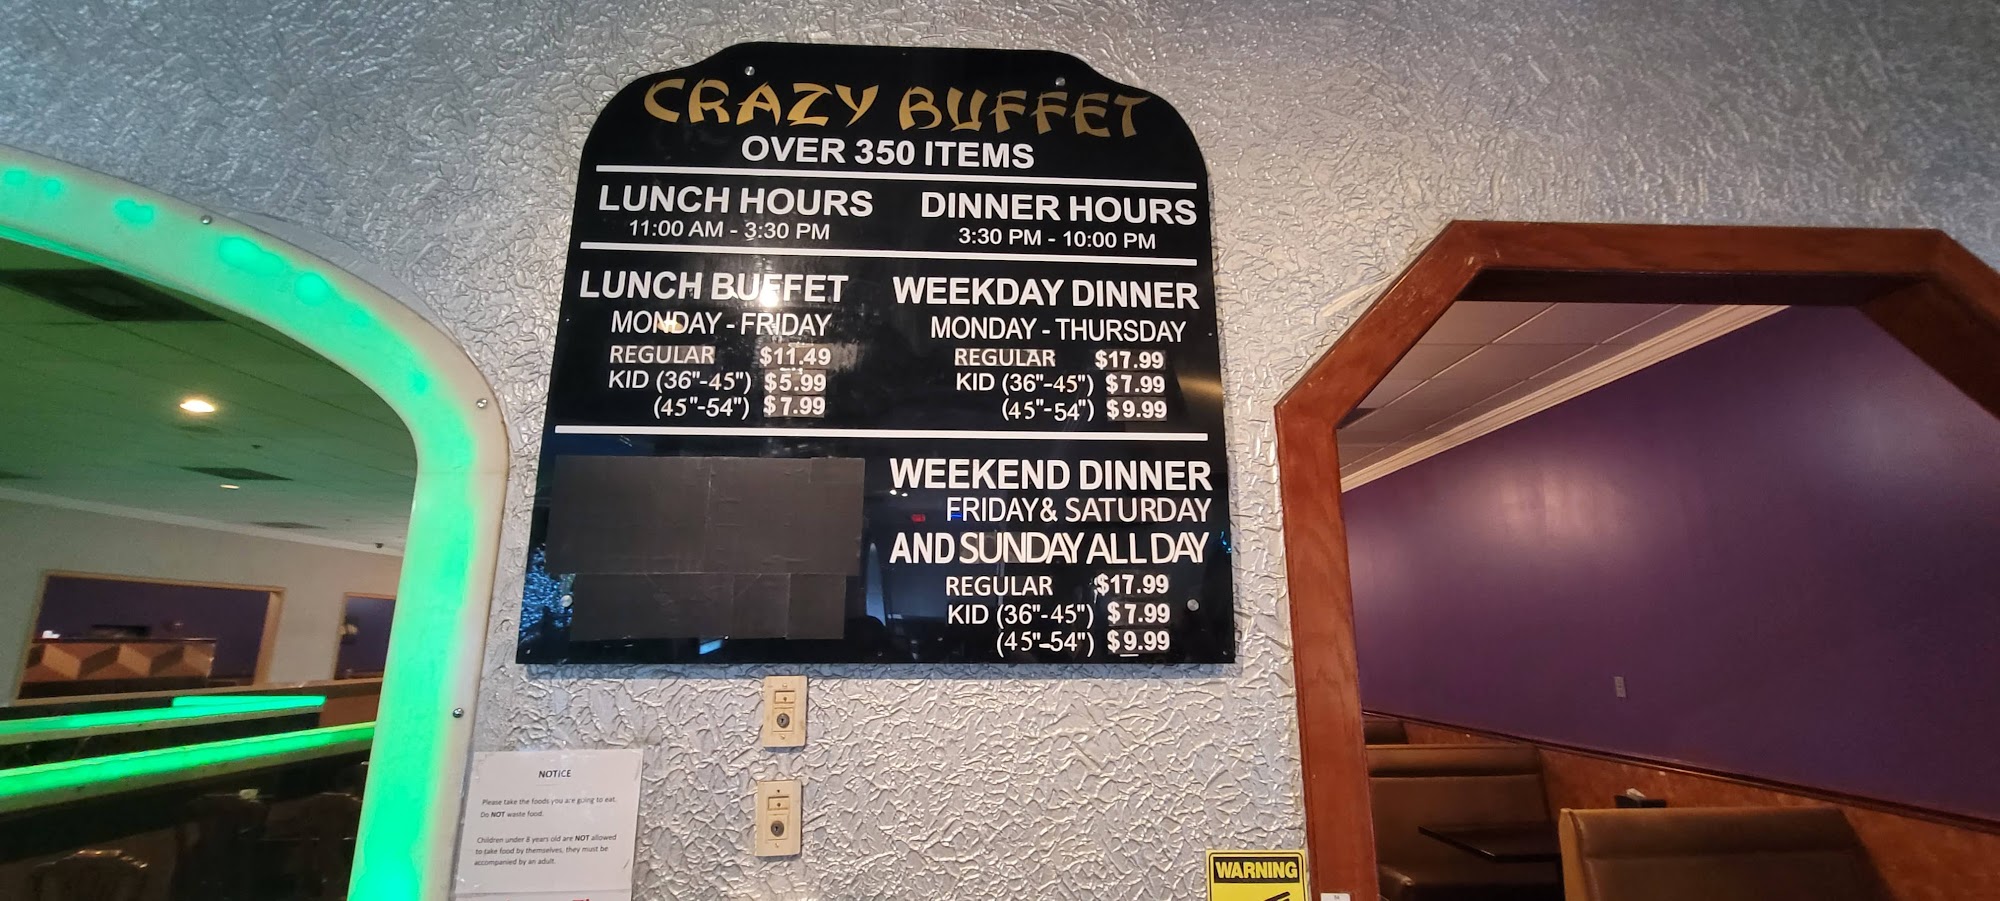 CRAZY BUFFET
OVER 350 ITEMS
LUNCH HOURS
11:00 AM - 3:30 PM
DINNER HOURS
3:30 PM - 10:00 PM
LUNCH BUFFET
MONDAY - FRIDAY
REGULAR $11.49
KID (36"-45") $5.99
(45"-54") $7.99
WEEKDAY DINNER
MONDAY - THURSDAY
REGULAR $17.99
KID (36"-45") $7.99
(45"-54") $9.99
WEEKEND DINNER
FRIDAY & SATURDAY
AND SUNDAY ALL DAY
REGULAR $17.99
KID (36"-45") $7.99
(45"-54") $9.99
NOTICE
Please take the foods you are going to eat.
Do NOT waste food.
Children under 8 years old are NOT allowed
to take food by themselves, they must be
accompanied by an adult.
WARNING